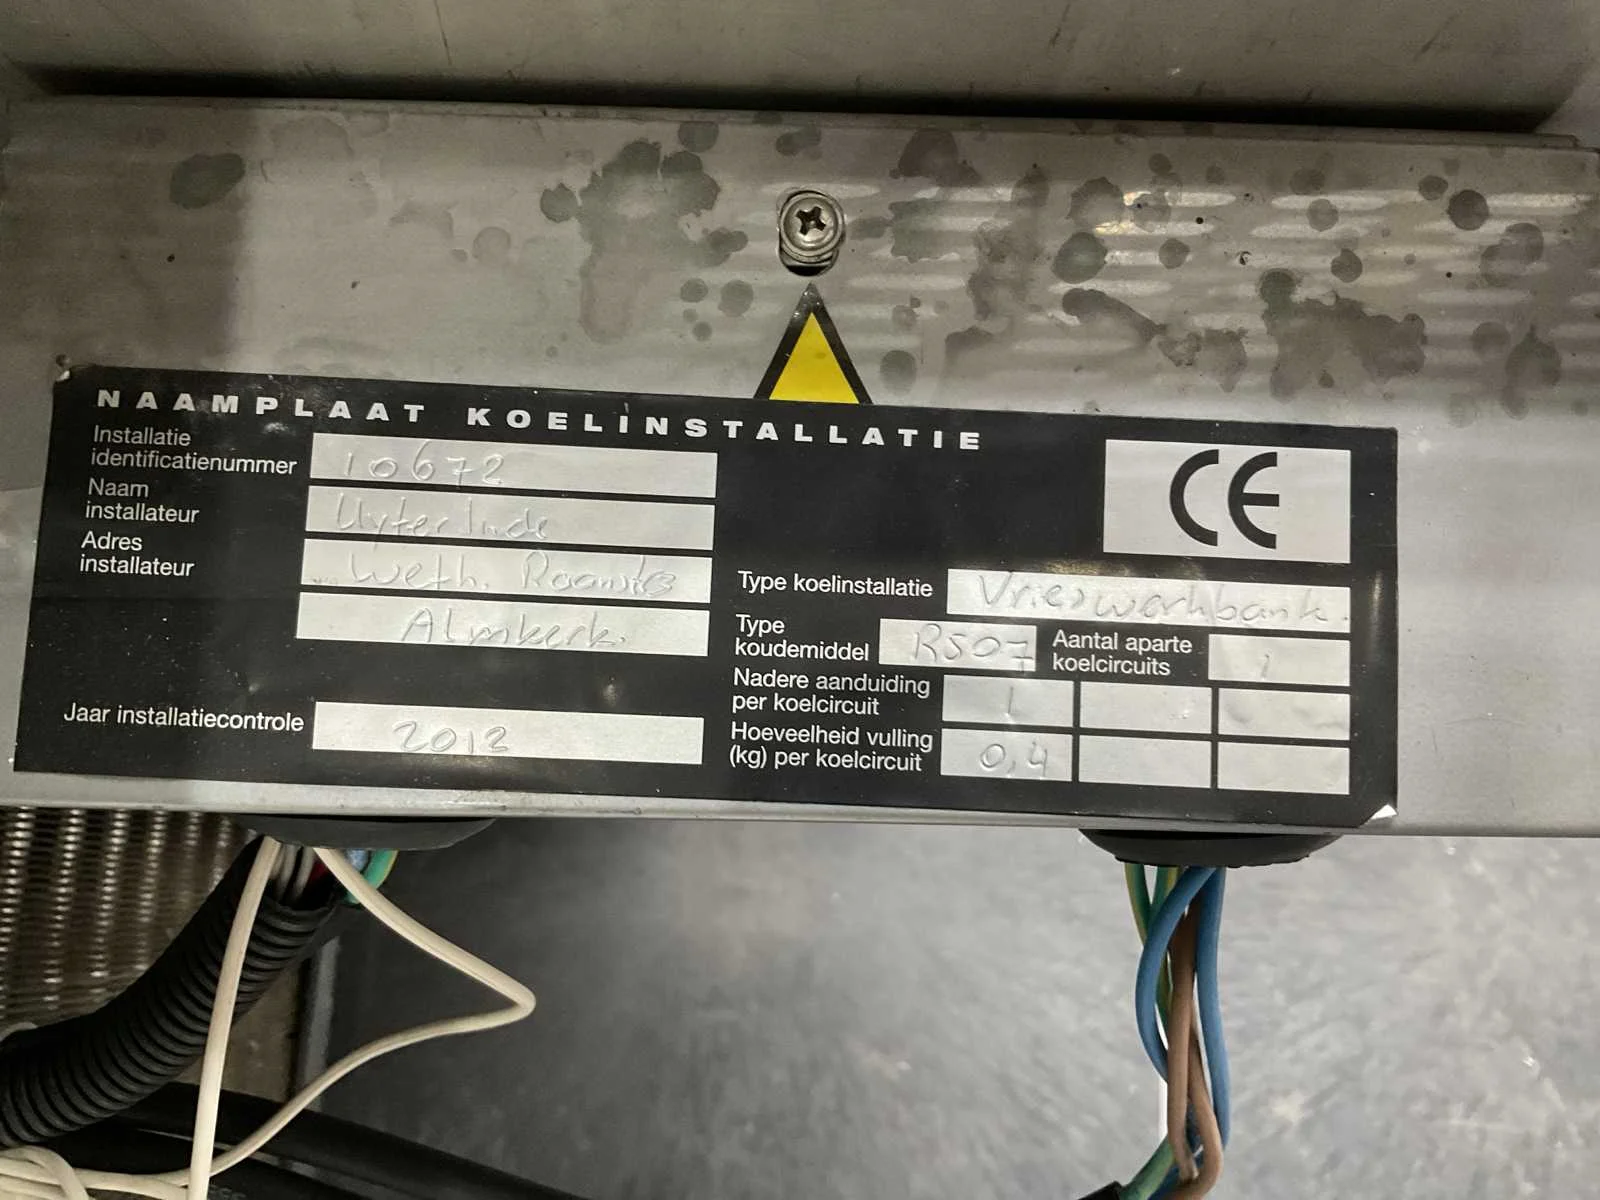 NAAMPLAAT KOELINSTALLATIE
Installatie
identificatienummer
10672
Naam
installateur
Uyterlinde
Adres
installateur
Weth.
Almkerk.
Jaar installatiecontrole
2012
CE
Type koelinstallatie
Vrieswerkbank.
Type
koudemiddel
R507
Aantal aparte
koelcircuits
1
Nadere aanduiding
per koelcircuit
1
Hoeveelheid vulling
(kg) per koelcircuit
0,4